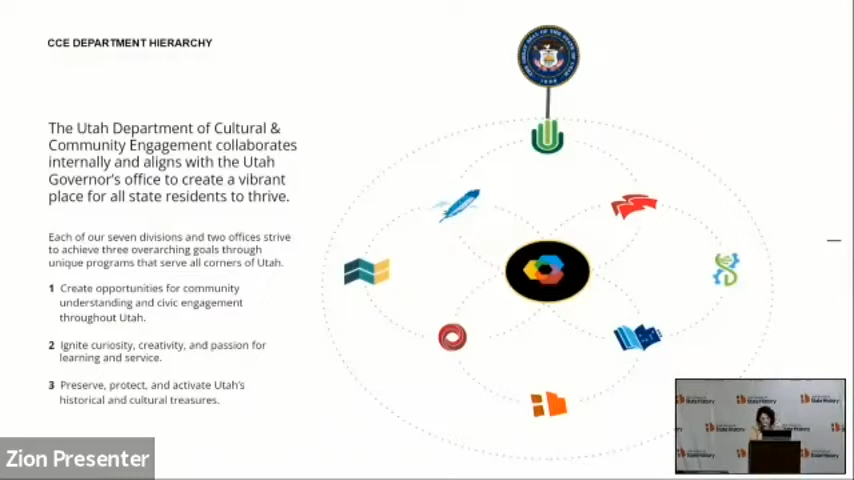 CCE DEPARTMENT HIERARCHY
The Utah Department of Cultural &
Community Engagement collaborates
internally and aligns with the Utah
Governor's office to create a vibrant
place for all state residents to thrive.
Each of our seven divisions and two offices strive
to achieve three overarching goals through
unique programs that serve all corners of Utah.
1 Create opportunities for community
understanding and civic engagement
throughout Utah.
2 Ignite curiosity, creativity, and passion for
learning and service.
3 Preserve, protect, and activate Utah's
historical and cultural treasures.
Zion Presenter